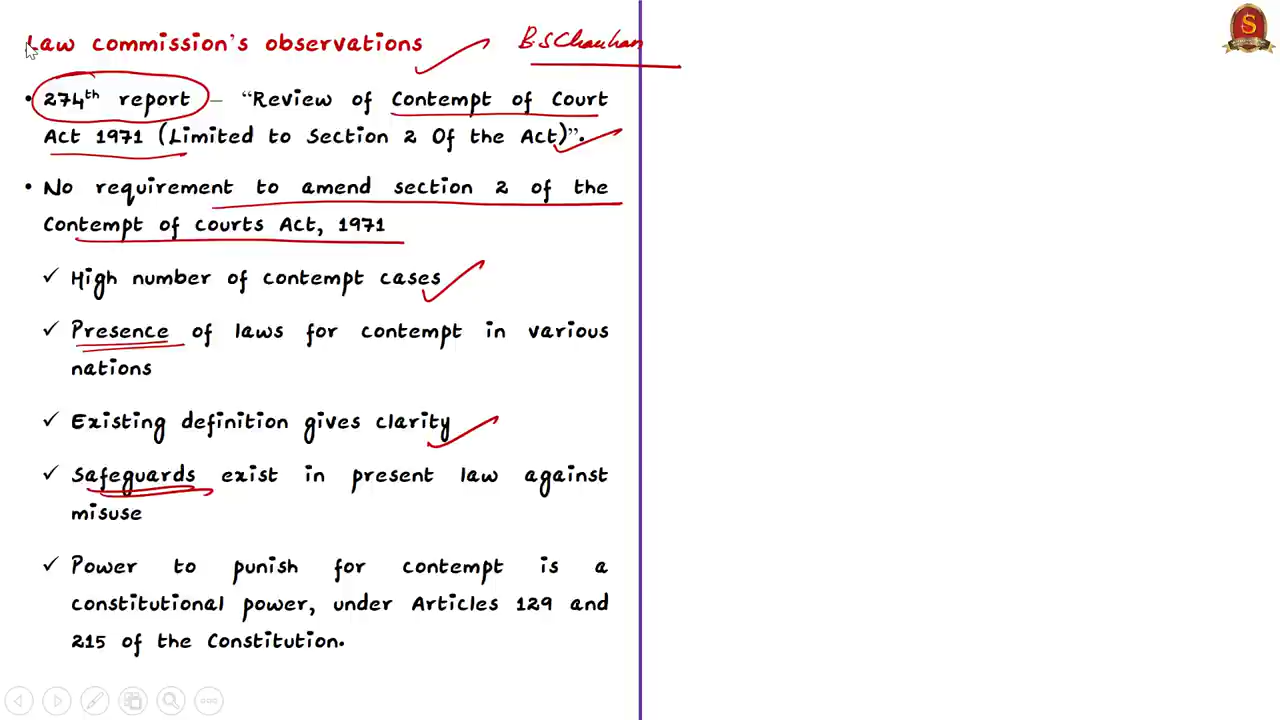 Law commission's observations B.S Chauhan
• 274th report – “Review of Contempt of Court
Act 1971 (Limited to Section 2 Of the Act)”.
• No requirement to amend section 2 of the
Contempt of courts Act, 1971
✓ High number of contempt cases
✓ Presence of laws for contempt in various
nations
✓ Existing definition gives clarity
✓ Safeguards exist in present law against
misuse
✓ Power to punish for contempt is a
constitutional power, under Articles 129 and
215 of the Constitution.
S